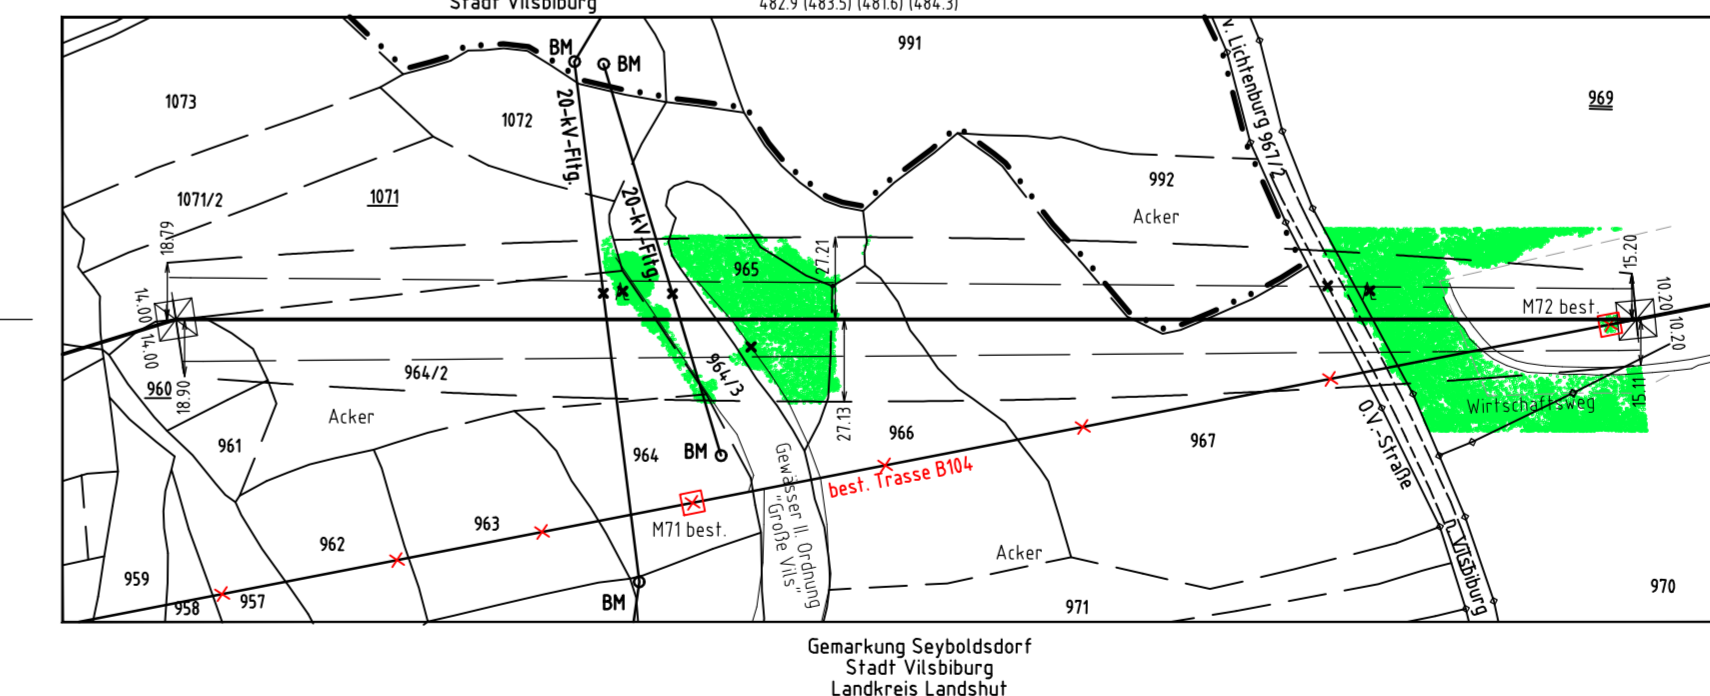 Stadt Vilsbiburg
482.9 (483.5) (481.6) (484.3)
991
BM
BM
v. Lichtenburg 967/2
969
1073
1072
20-kV-Fltg.
992
1071/2
1071
20-kV-Fltg.
Acker
18.79
965
27.21
15.20
14.00
14.00
M72 best.
10.20
10.20
960
18.90
964/2
964/3
15.11
Wirtschaftsweg
Acker
27.13
961
964
BM
966
967
O.V.-Straße
best. Trasse B104
Gewässer II. Ordnung
"Große Vils"
963
M71 best.
962
Acker
n. Vilsbiburg
959
958
957
BM
971
970
Gemarkung Seyboldsdorf
Stadt Vilsbiburg
Landkreis Landshut